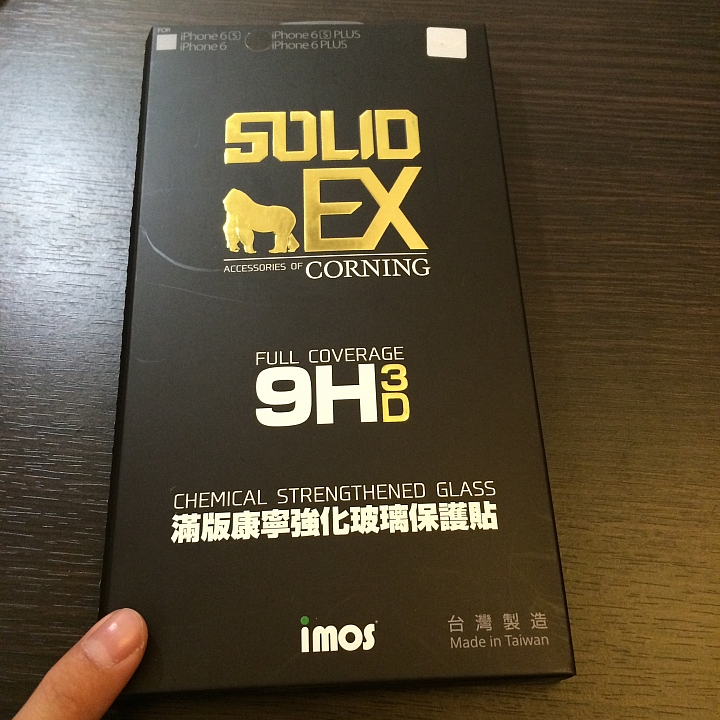 FOR
iPhone 6[S] iPhone 6[S] PLUS
iPhone 6 iPhone 6 PLUS
SOLID
EX
ACCESSORIES OF CORNING
FULL COVERAGE
9H 3D
CHEMICAL STRENGTHENED GLASS
滿版康寧強化玻璃保護貼
imos
台灣製造
Made in Taiwan